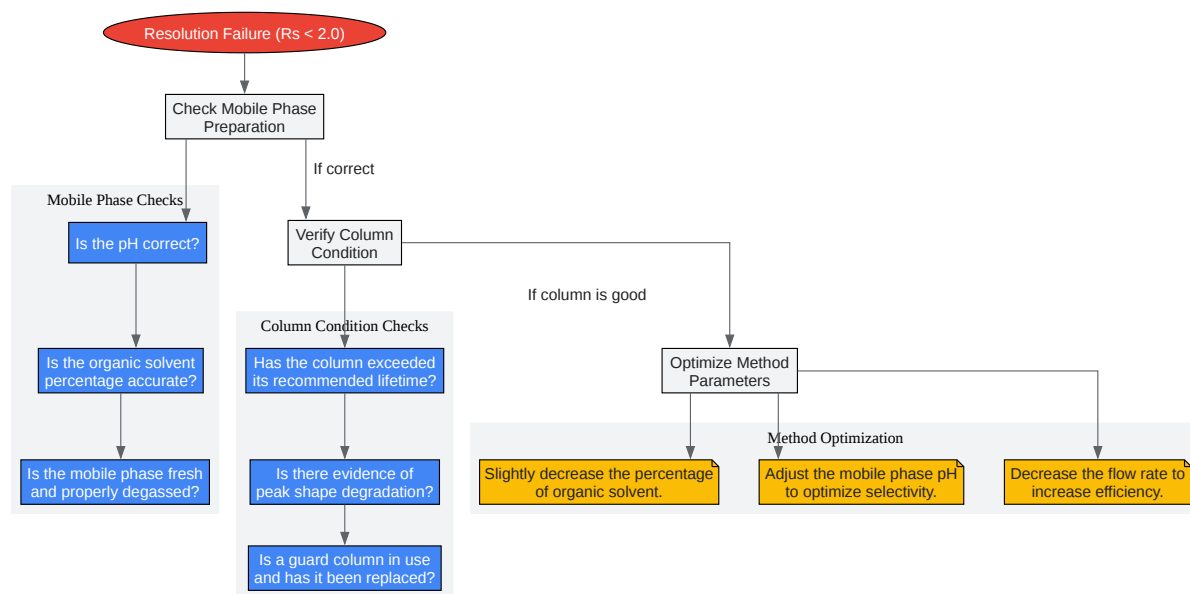 Resolution Failure (Rs < 2.0)
Check Mobile Phase
Preparation
If correct
Mobile Phase Checks
Is the pH correct?
Verify Column
Condition
If column is good
Column Condition Checks
Is the organic solvent
percentage accurate?
Has the column exceeded
its recommended lifetime?
Optimize Method
Parameters
Method Optimization
Is the mobile phase fresh
and properly degassed?
Is there evidence of
peak shape degradation?
Slightly decrease the percentage
of organic solvent.
Adjust the mobile phase pH
to optimize selectivity.
Decrease the flow rate to
increase efficiency.
Is a guard column in use
and has it been replaced?